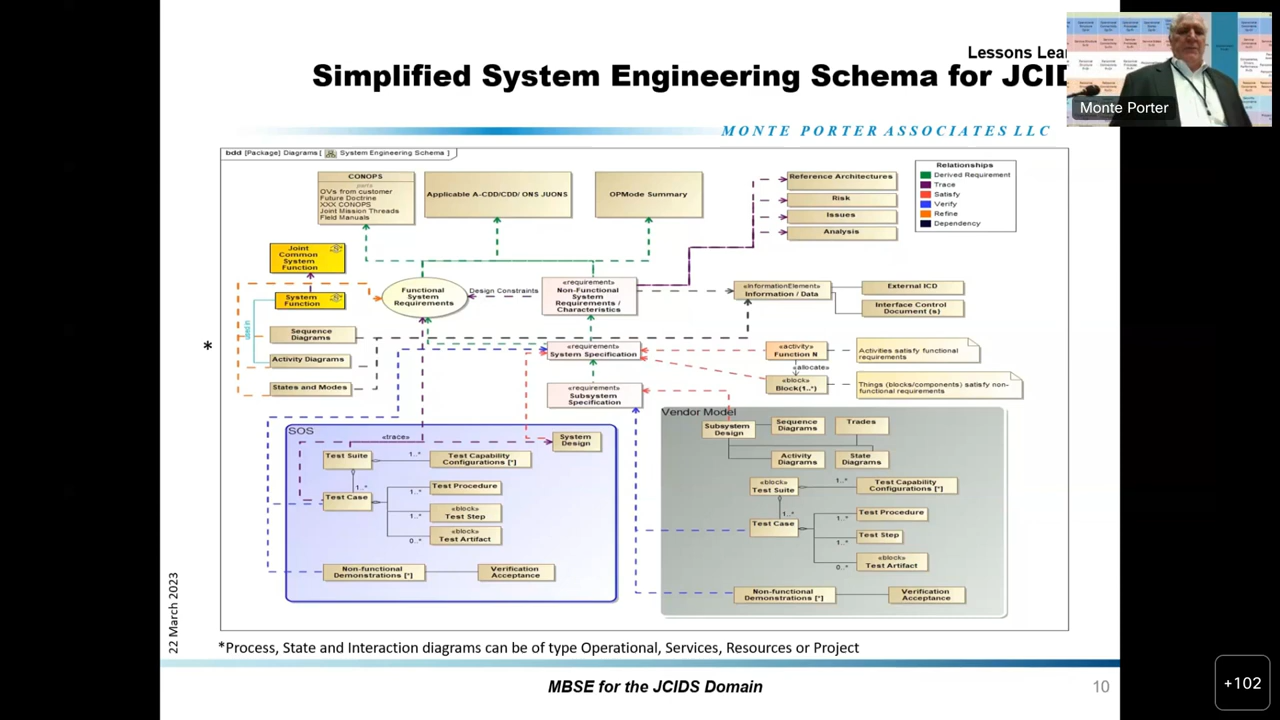 Lessons Lear
Simplified System Engineering Schema for JCID
Monte Porter
MONTE PORTER ASSOCIATES LLC
bdd [Package] Diagrams [ System Engineering Schema ]
CONOPS
parts
OVs from customer
Future Doctrine
XXX CONOPS
Joint Mission Threads
Field Manuals
Applicable A-CDD/CDD/ ONS JUONS
OPMode Summary
Reference Architectures
Risk
Issues
Analysis
Relationships
Derived Requirement
Trace
Satisfy
Verify
Refine
Dependency
Joint
Common
System
Function
System
Function
Functional
System
Requirements
Design Constraints
«requirement»
Non-Functional
System
Requirements /
Characteristics
«InformationElement»
Information / Data
External ICD
Interface Control
Document (s)
used in
*
Sequence
Diagrams
Activity Diagrams
States and Modes
«requirement»
System Specification
«requirement»
Subsystem
Specification
«activity»
Function N
«allocate»
«block»
Block(1..*)
Activities satisfy functional
requirements
Things (blocks/components) satisfy non-
functional requirements
SOS
«trace»
System
Design
Test Suite
1..*
Test Capability
Configurations [*]
1..*
Test Case
1..*
Test Procedure
1..*
«block»
Test Step
0..*
«block»
Test Artifact
Non-functional
Demonstrations [*]
Verification
Acceptance
Vendor Model
Subsystem
Design
Sequence
Diagrams
Trades
Activity
Diagrams
State
Diagrams
«block»
Test Suite
1..*
Test Capability
Configurations [*]
1..*
Test Case
1..*
Test Procedure
1..*
Test Step
0..*
«block»
Test Artifact
Non-functional
Demonstrations [*]
Verification
Acceptance
22 March 2023
*Process, State and Interaction diagrams can be of type Operational, Services, Resources or Project
MBSE for the JCIDS Domain
10
+102